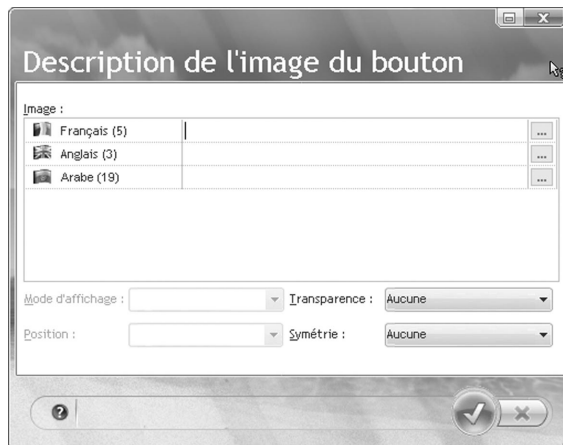 Description de l'image du bouton
Image :
Français (5)
...
Anglais (3)
...
Arabe (19)
...
Mode d'affichage :
Transparence :
Aucune
Position :
Symétrie :
Aucune